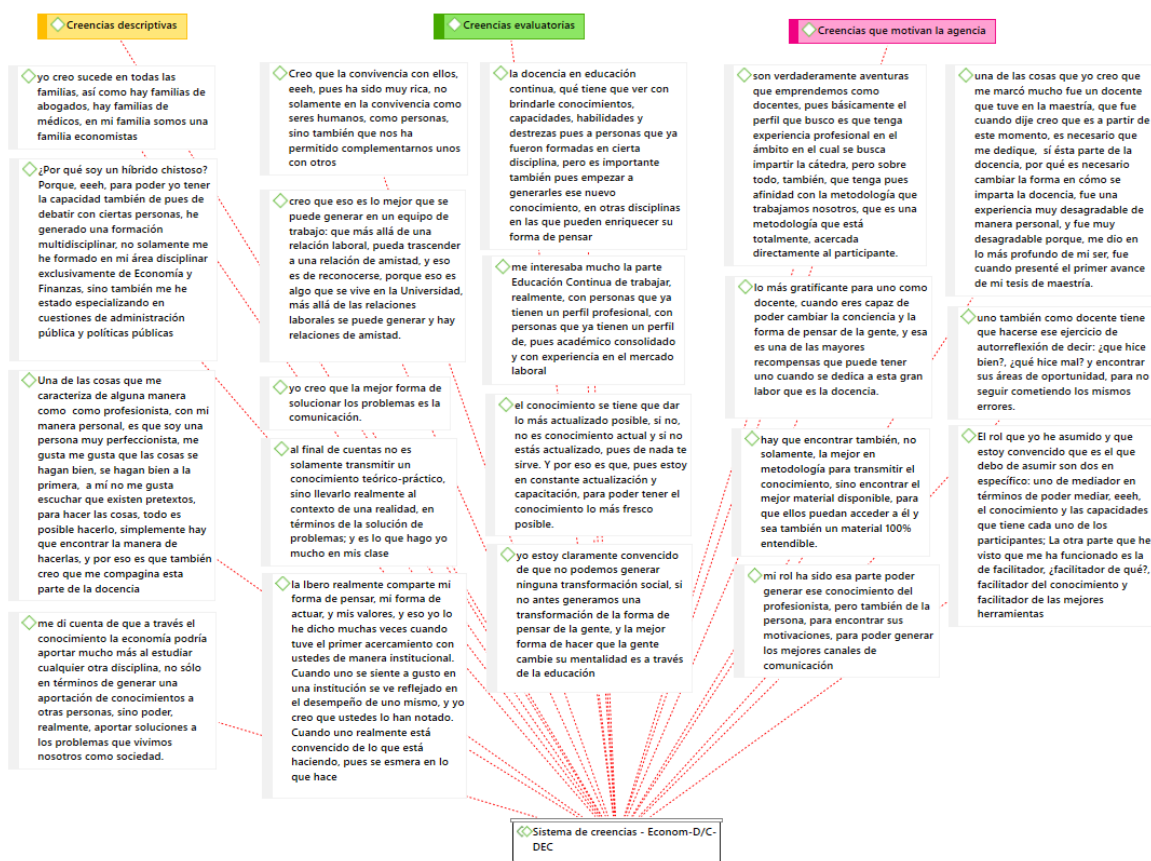 Creencias descriptivas
yo creo sucede en todas las
familias, así como hay familias de
abogados, hay familias de
médicos, en mi familia somos una
familia economistas
¿Por qué soy un híbrido chistoso?
Porque, eeeh, para poder yo tener
la capacidad también de pues de
debatir con ciertas personas, he
generado una formación
multidisciplinar, no solamente me
he formado en mi área disciplinar
exclusivamente de Economía y
Finanzas, sino también me he
estado especializando en
cuestiones de administración
pública y políticas públicas
Una de las cosas que me
caracteriza de alguna manera
como  como profesionista, con mi
manera personal, es que soy una
persona muy perfeccionista, me
gusta me gusta que las cosas se
hagan bien, se hagan bien a la
primera,  a mí no me gusta
escuchar que existen pretextos,
para hacer las cosas, todo es
posible hacerlo, simplemente hay
que encontrar la manera de
hacerlas, y por eso es que también
creo que me compagina esta
parte de la docencia
me di cuenta de que a través el
conocimiento la economía podría
aportar mucho más al estudiar
cualquier otra disciplina, no sólo
en términos de generar una
aportación de conocimientos a
otras personas, sino poder,
realmente, aportar soluciones a
los problemas que vivimos
nosotros como sociedad.
Creencias evaluatorias
Creo que la convivencia con ellos,
eeeh, pues ha sido muy rica, no
solamente en la convivencia como
seres humanos, como personas,
sino también que nos ha
permitido complementarnos unos
con otros
creo que eso es lo mejor que se
puede generar en un equipo de
trabajo: que más allá de una
relación laboral, pueda trascender
a una relación de amistad, y eso
es de reconocerse, porque eso es
algo que se vive en la Universidad,
más allá de las relaciones
laborales se puede generar y hay
relaciones de amistad.
yo creo que la mejor forma de
solucionar los problemas es la
comunicación.
al final de cuentas no es
solamente transmitir un
conocimiento teórico-práctico,
sino llevarlo realmente al
contexto de una realidad, en
términos de la solución de
problemas; y es lo que hago yo
mucho en mis clase
la Ibero realmente comparte mi
forma de pensar, mi forma de
actuar, y mis valores, y eso yo lo
he dicho muchas veces cuando
tuve el primer acercamiento con
ustedes de manera institucional.
Cuando uno se siente a gusto en
una institución se ve reflejado en
el desempeño de uno mismo, y yo
creo que ustedes lo han notado.
Cuando uno realmente está
convencido de lo que está
haciendo, pues se esmera en lo
que hace
la docencia en educación
continua, qué tiene que ver con
brindarle conocimientos,
capacidades, habilidades y
destrezas pues a personas que ya
fueron formadas en cierta
disciplina, pero es importante
también pues empezar a
generarles ese nuevo
conocimiento, en otras disciplinas
en las que pueden enriquecer su
forma de pensar
me interesaba mucho la parte
Educación Continua de trabajar,
realmente, con personas que ya
tienen un perfil profesional, con
personas que ya tienen un perfil
de, pues académico consolidado
y con experiencia en el mercado
laboral
el conocimiento se tiene que dar
lo más actualizado posible, si no,
no es conocimiento actual y si no
estás actualizado, pues de nada te
sirve. Y por eso es que, pues estoy
en constante actualización y
capacitación, para poder tener el
conocimiento lo más fresco
posible.
yo estoy claramente convencido
de que no podemos generar
ninguna transformación social, si
no antes generamos una
transformación de la forma de
pensar de la gente, y la mejor
forma de hacer que la gente
cambie su mentalidad es a través
de la educación
Creencias que motivan la agencia
son verdaderamente aventuras
que emprendemos como
docentes, pues básicamente el
perfil que busco es que tenga
experiencia profesional en el
ámbito en el cual se busca
impartir la cátedra, pero sobre
todo, también, que tenga pues
afinidad con la metodología que
trabajamos nosotros, que es una
metodología que está
totalmente, acercada
directamente al participante.
lo más gratificante para uno como
docente, cuando eres capaz de
poder cambiar la conciencia y la
forma de pensar de la gente, y esa
es una de las mayores
recompensas que puede tener
uno cuando se dedica a esta gran
labor que es la docencia.
hay que encontrar también, no
solamente, la mejor en
metodología para transmitir el
conocimiento, sino encontrar el
mejor material disponible, para
que ellos puedan acceder a él y
sea también un material 100%
entendible.
mi rol ha sido esa parte poder
generar ese conocimiento del
profesionista, pero también de la
persona, para encontrar sus
motivaciones, para poder generar
los mejores canales de
comunicación
una de las cosas que yo creo que
me marcó mucho fue un docente
que tuve en la maestría, que fue
cuando dije creo que es a partir de
este momento, es necesario que
me dedique,  sí ésta parte de la
docencia, por qué es necesario
cambiar la forma en cómo se
imparta la docencia, fue una
experiencia muy desagradable de
manera personal, y fue muy
desagradable porque, me dio en
lo más profundo de mi ser, fue
cuando presenté el primer avance
de mi tesis de maestría.
uno también como docente tiene
que hacerse ese ejercicio de
autorreflexión de decir: ¿que hice
bien?, ¿qué hice mal? y encontrar
sus áreas de oportunidad, para no
seguir cometiendo los mismos
errores.
El rol que yo he asumido y que
estoy convencido que es el que
debo de asumir son dos en
específico: uno de mediador en
términos de poder mediar, eeeh,
el conocimiento y las capacidades
que tiene cada uno de los
participantes; La otra parte que he
visto que me ha funcionado es la
de facilitador, ¿facilitador de qué?,
facilitador del conocimiento y
facilitador de las mejores
herramientas
Sistema de creencias - Econom-D/C-
DEC